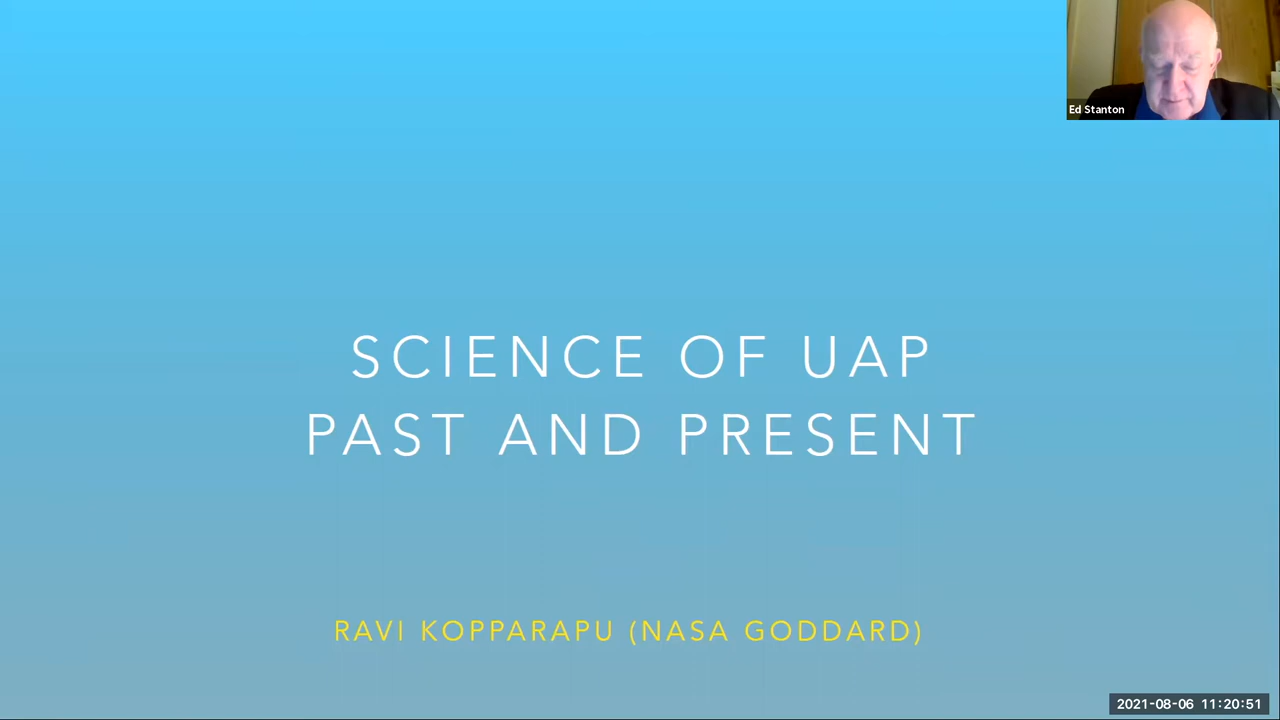 Ed Stanton
SCIENCE OF UAP
PAST AND PRESENT
RAVI KOPPARAPU (NASA GODDARD)
2021-08-06 11:20:51